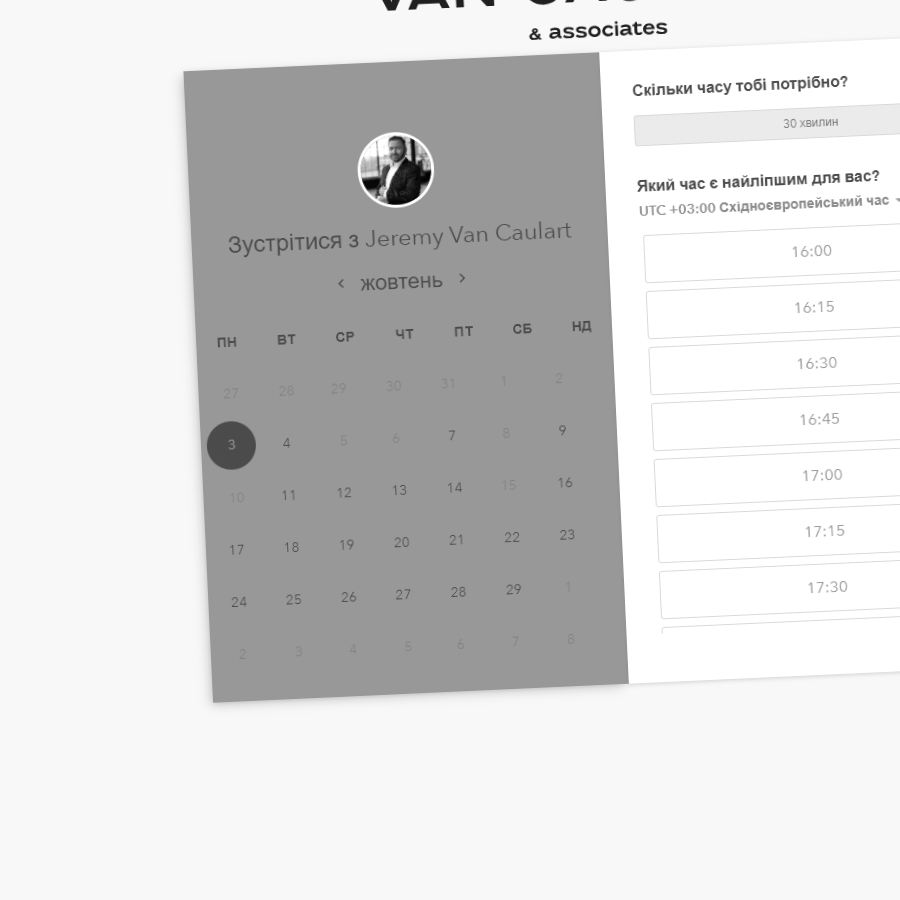 & associates
Зустрітися з Jeremy Van Caulart
‹ жовтень ›
ПН ВТ СР ЧТ ПТ СБ НД
27 28 29 30 31 1 2
3 4 5 6 7 8 9
10 11 12 13 14 15 16
17 18 19 20 21 22 23
24 25 26 27 28 29 1
2 3 4 5 6 7 8
Скільки часу тобі потрібно?
30 хвилин
Який час є найліпшим для вас?
UTC +03:00 Східноєвропейський час
16:00
16:15
16:30
16:45
17:00
17:15
17:30